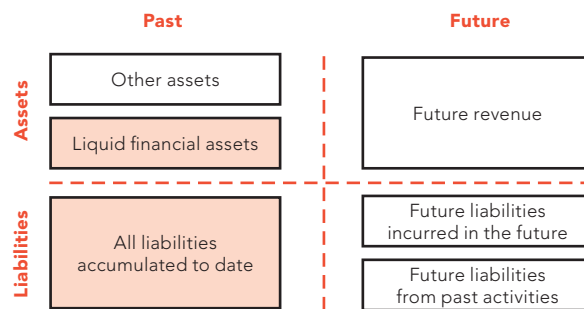 Past
Future
Assets
Other assets
Liquid financial assets
Future revenue
Liabilities
All liabilities
accumulated to date
Future liabilities
incurred in the future
Future liabilities
from past activities